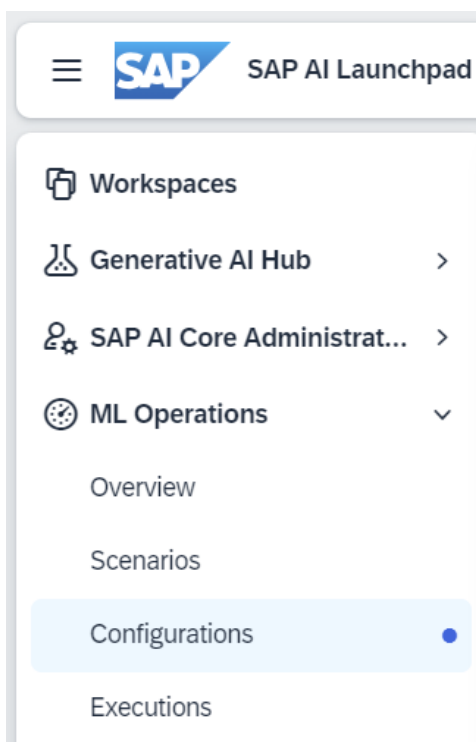 SAP SAP AI Launchpad
Workspaces
Generative AI Hub
SAP AI Core Administrat...
ML Operations
Overview
Scenarios
Configurations
Executions